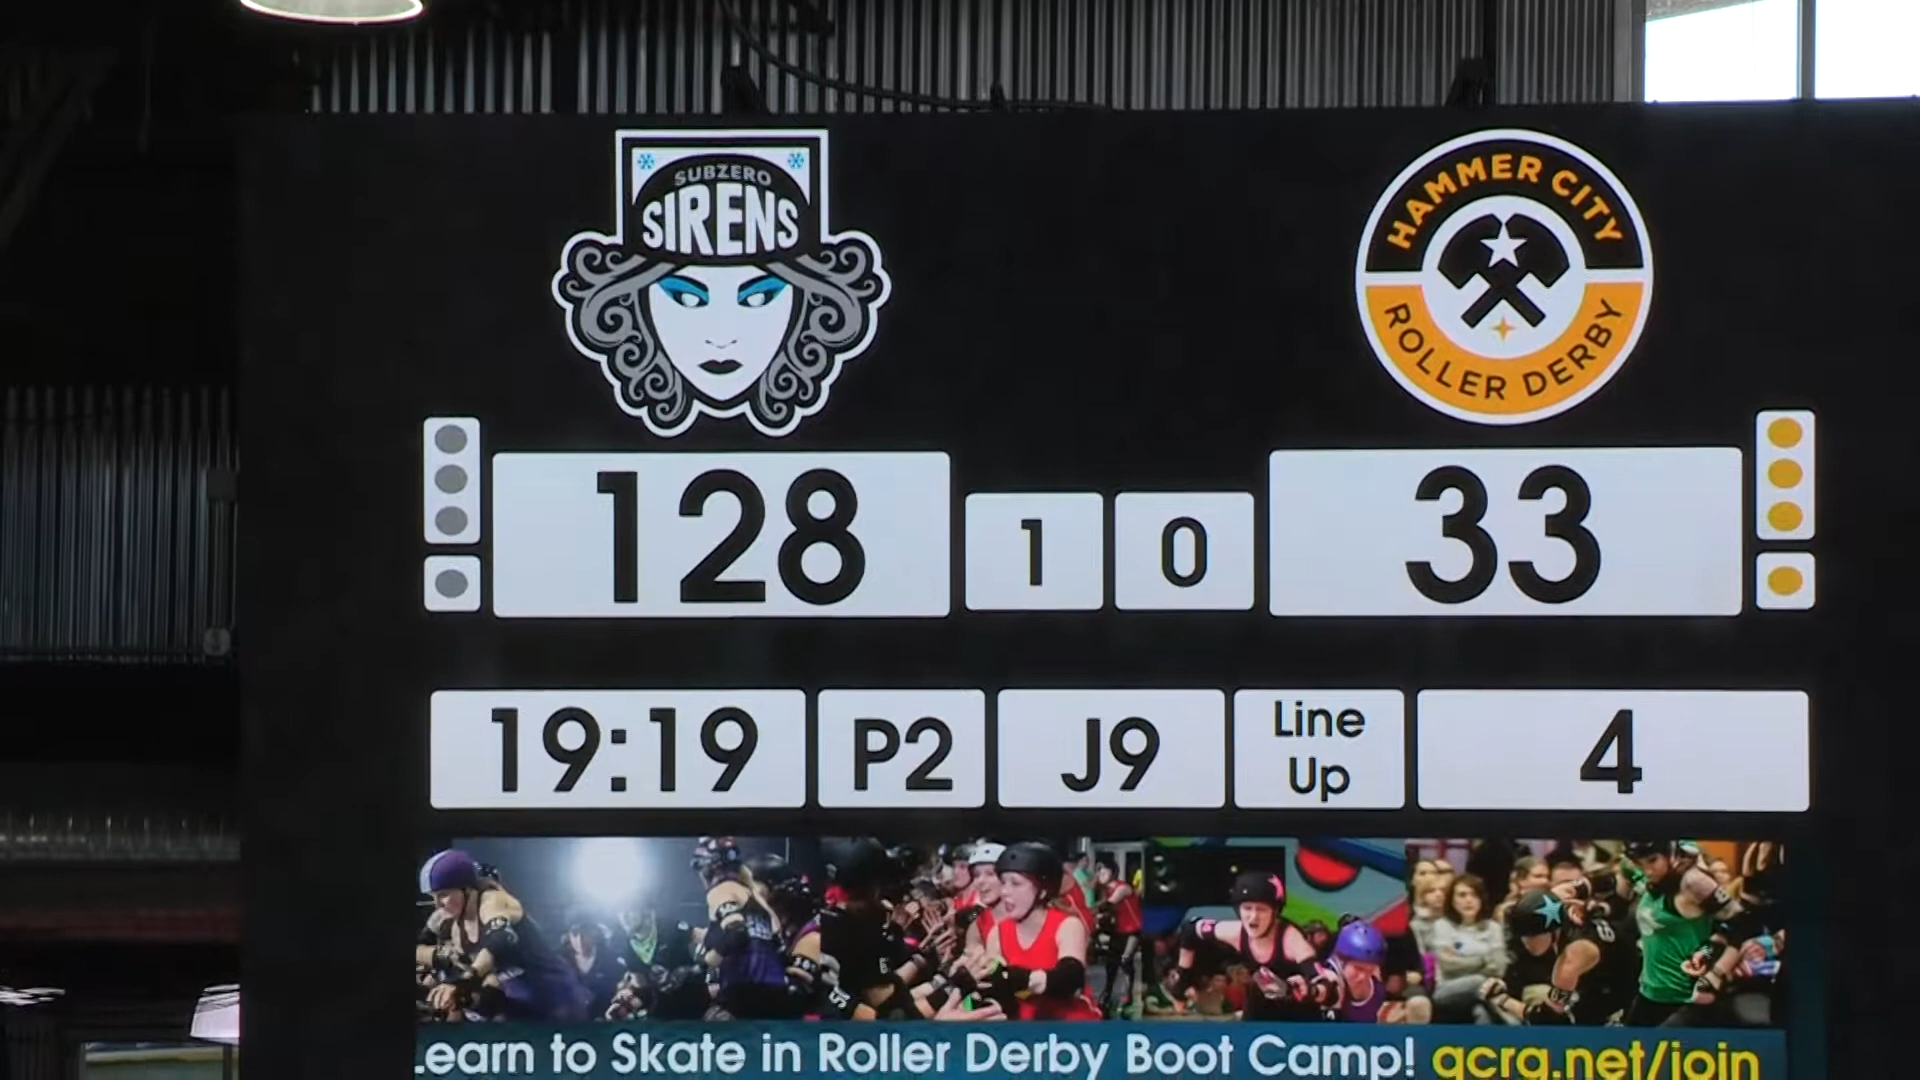 SUBZERO
SIRENS
HAMMER CITY
ROLLER DERBY
128
1
0
33
19:19
P2
J9
Line
Up
4
Learn to Skate in Roller Derby Boot Camp! gcrg.net/join